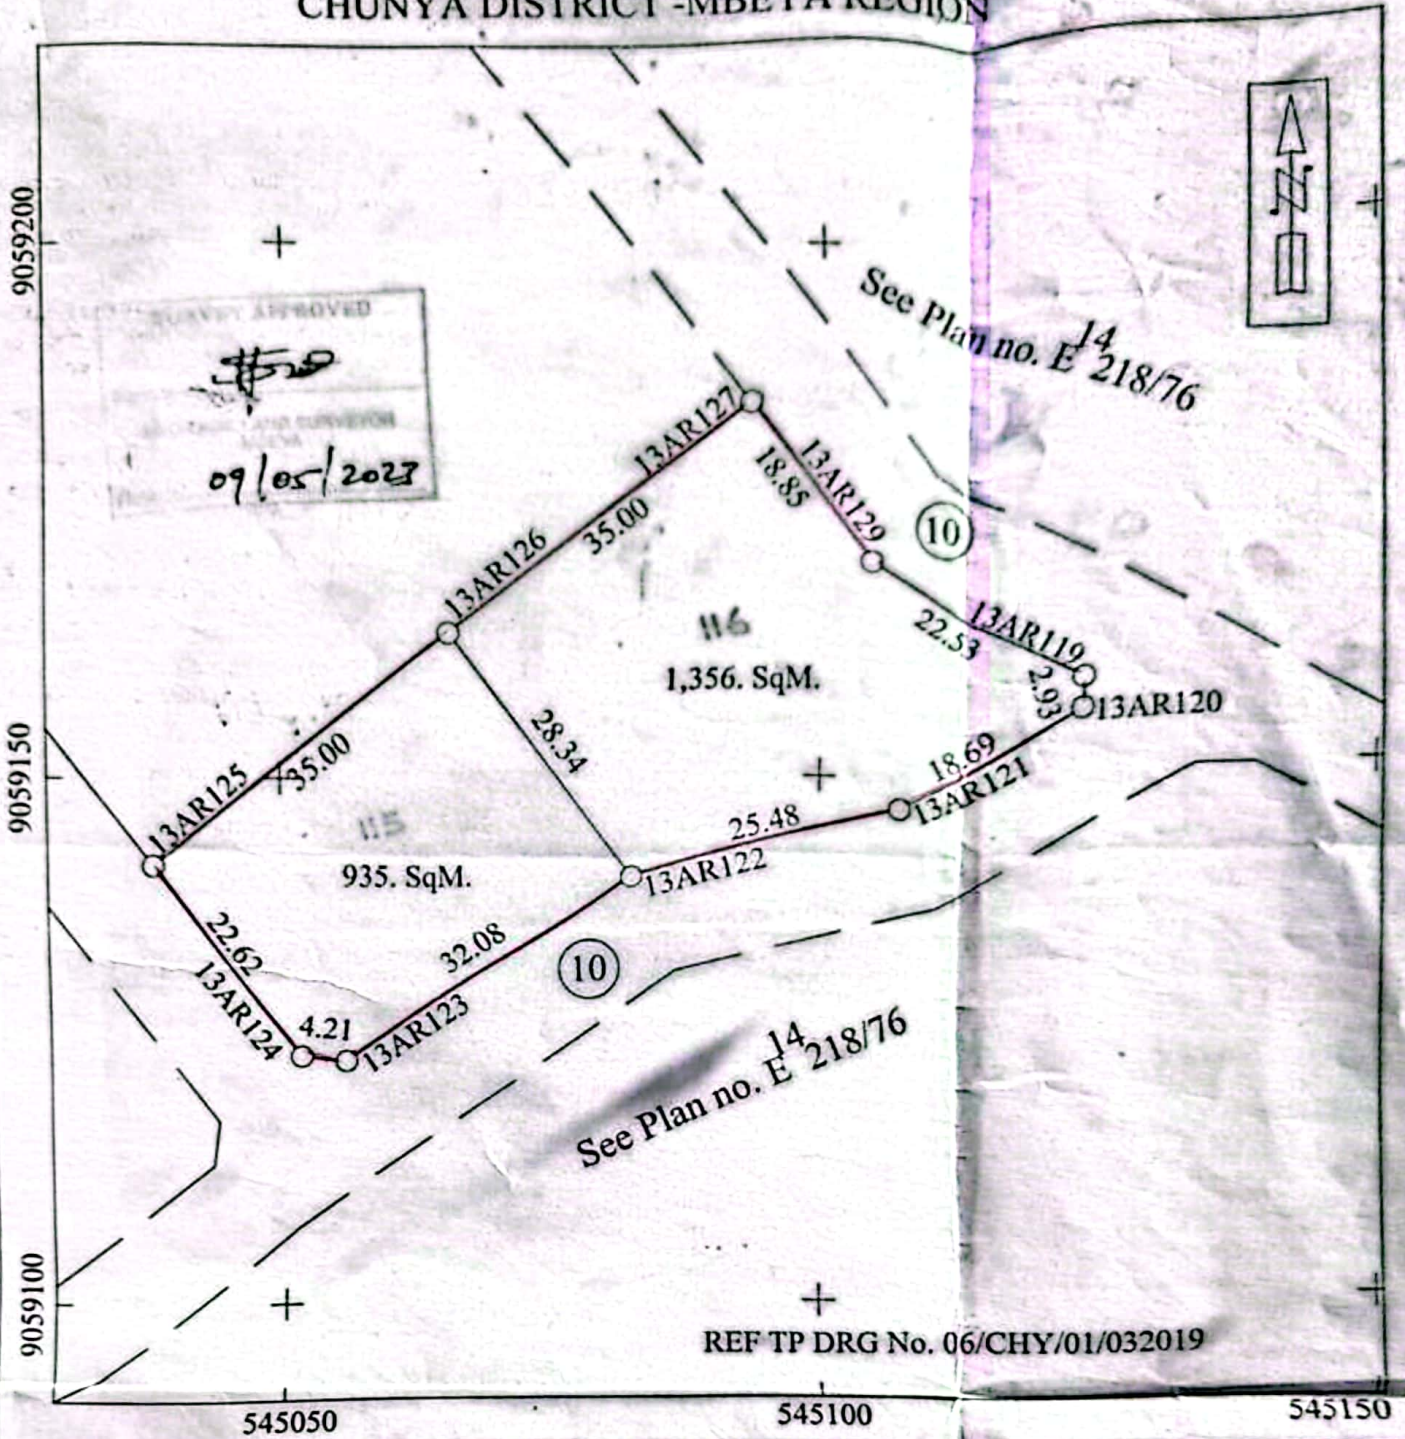 CHUNYA DISTRICT -MBEYA REGION
9059200
SURVEY APPROVED
09/05/2023
See Plan no. E 14 218/76
13AR127
18.85
13AR129
35.00
10
13AR126
116
1,356. SqM.
22.53
13AR119
2.93
13AR120
28.34
9059150
18.69
13AR121
35.00
13AR125
25.48
115
935. SqM.
13AR122
22.62
32.08
10
13AR124
4.21
13AR123
See Plan no. E 14 218/76
9059100
REF TP DRG No. 06/CHY/01/032019
545050
545100
545150